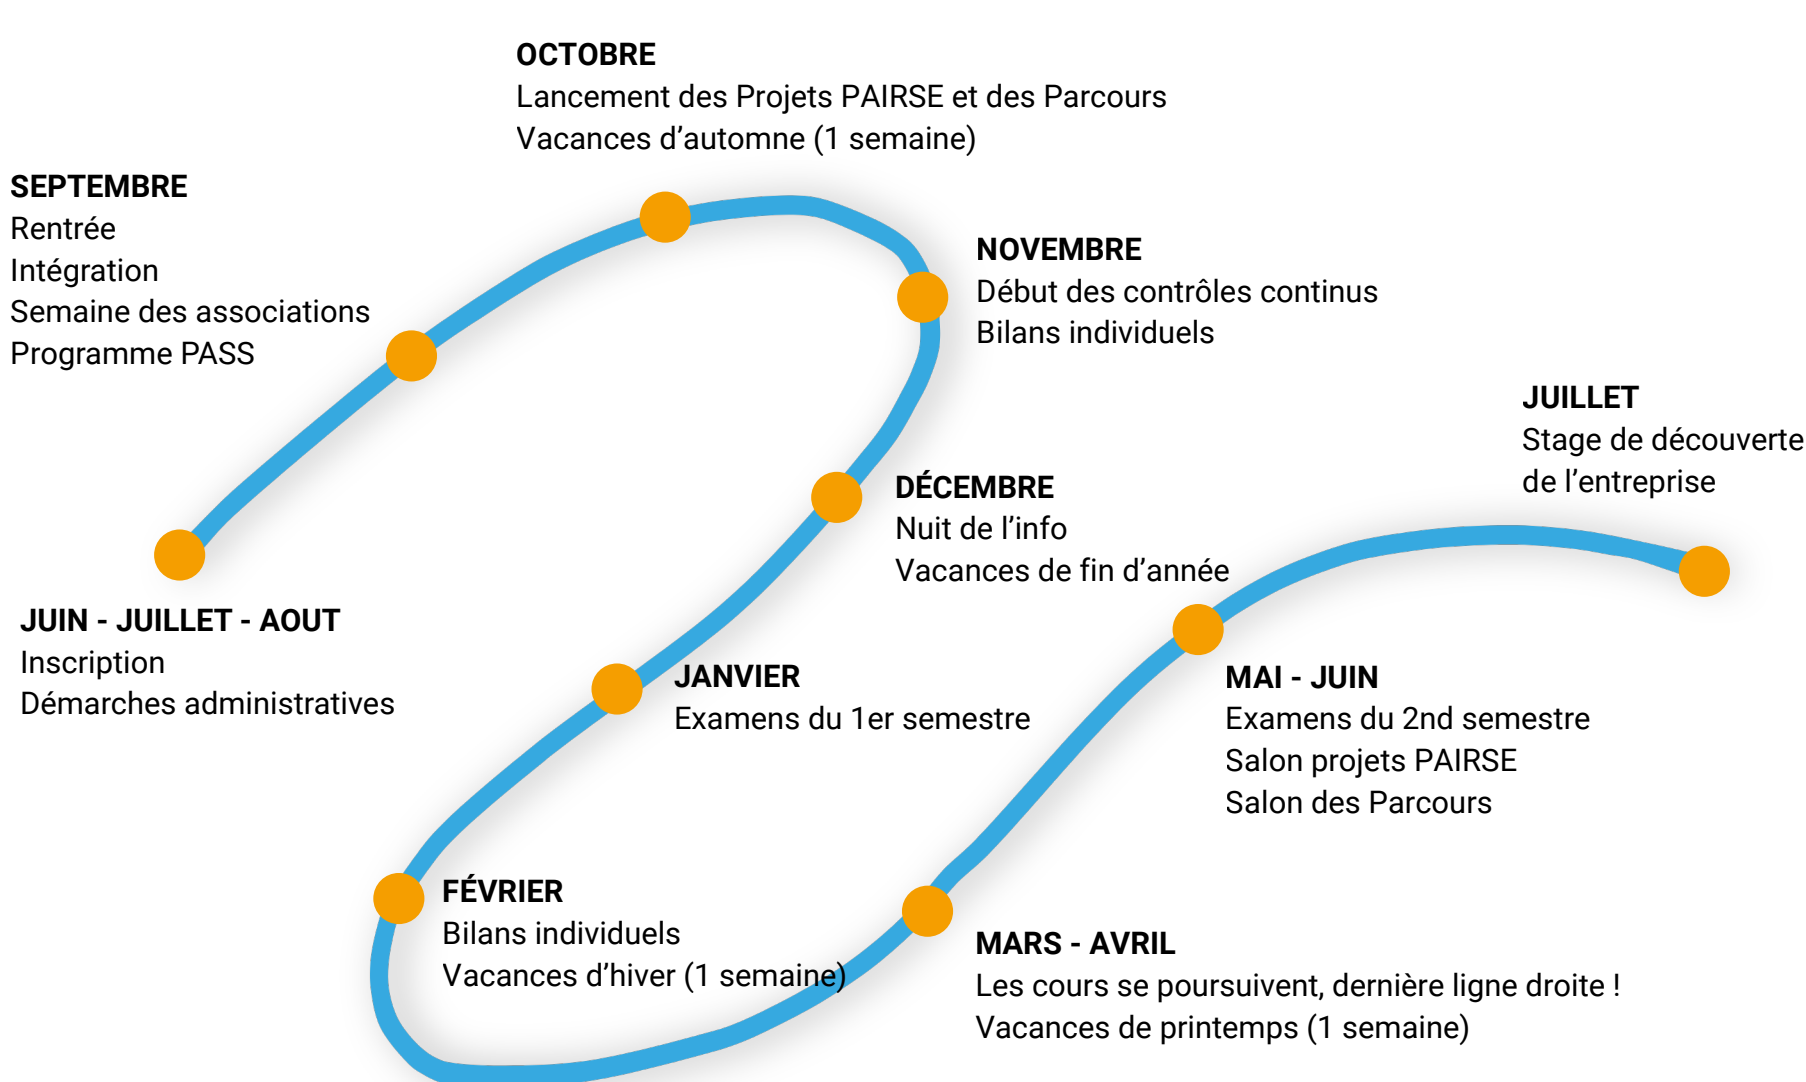 OCTOBRE
Lancement des Projets PAIRSE et des Parcours
Vacances d'automne (1 semaine)
SEPTEMBRE
Rentrée
Intégration
Semaine des associations
Programme PASS
NOVEMBRE
Début des contrôles continus
Bilans individuels
JUILLET
Stage de découverte
de l'entreprise
DÉCEMBRE
Nuit de l'info
Vacances de fin d'année
JUIN - JUILLET - AOUT
Inscription
Démarches administratives
JANVIER
Examens du 1er semestre
MAI - JUIN
Examens du 2nd semestre
Salon projets PAIRSE
Salon des Parcours
FÉVRIER
Bilans individuels
Vacances d'hiver (1 semaine)
MARS - AVRIL
Les cours se poursuivent, dernière ligne droite !
Vacances de printemps (1 semaine)